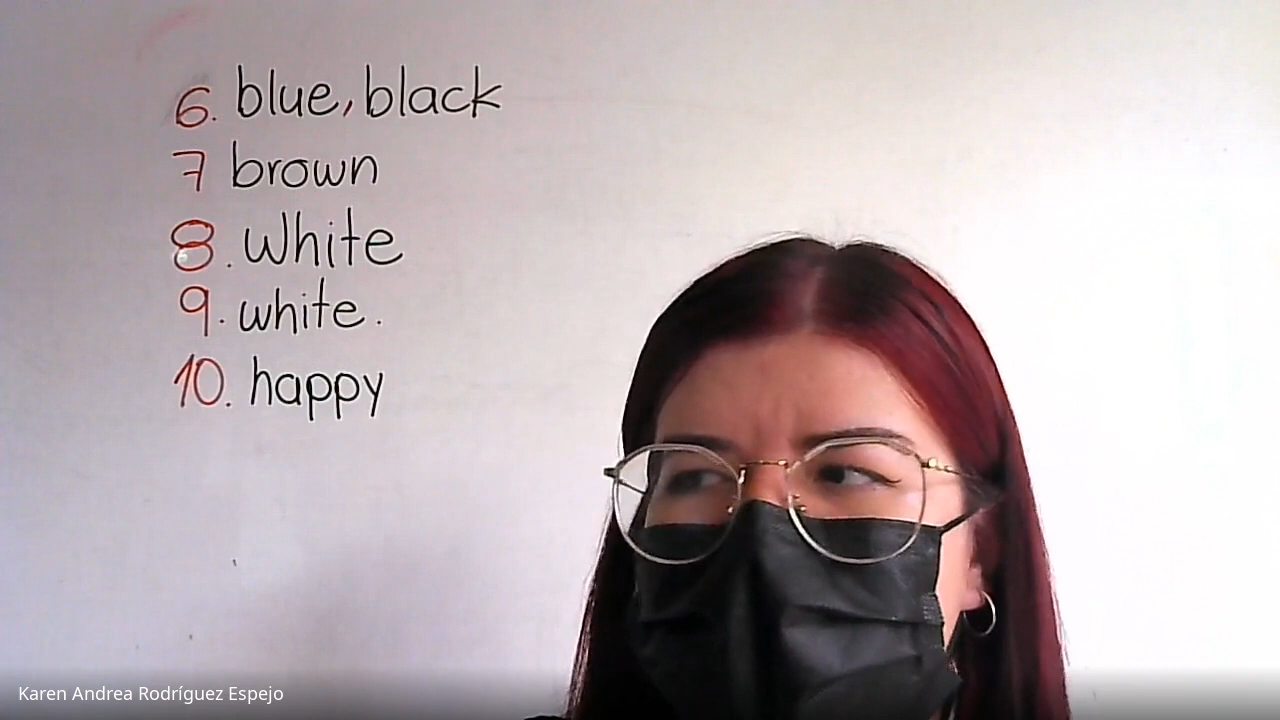 6. blue, black
7 brown
8. White
9. white.
10. happy
Karen Andrea Rodríguez Espejo